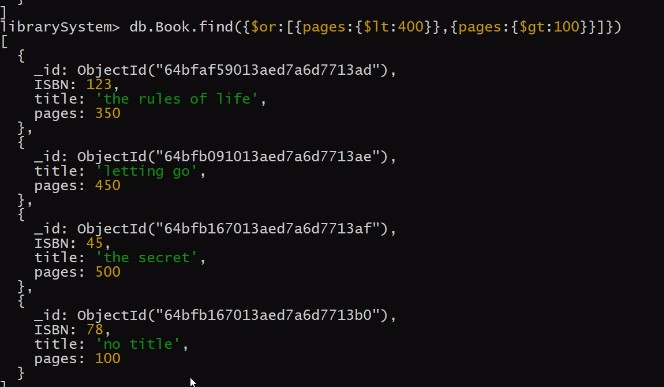 }
]
librarySystem> db.Book.find({$or:[{pages:{$lt:400}},{pages:{$gt:100}}]})
[
  {
    _id: ObjectId("64bfaf59013aed7a6d7713ad"),
    ISBN: 123,
    title: 'the rules of life',
    pages: 350
  },
  {
    _id: ObjectId("64bfb091013aed7a6d7713ae"),
    title: 'letting go',
    pages: 450
  },
  {
    _id: ObjectId("64bfb167013aed7a6d7713af"),
    ISBN: 45,
    title: 'the secret',
    pages: 500
  },
  {
    _id: ObjectId("64bfb167013aed7a6d7713b0"),
    ISBN: 78,
    title: 'no title',
    pages: 100
  }
]